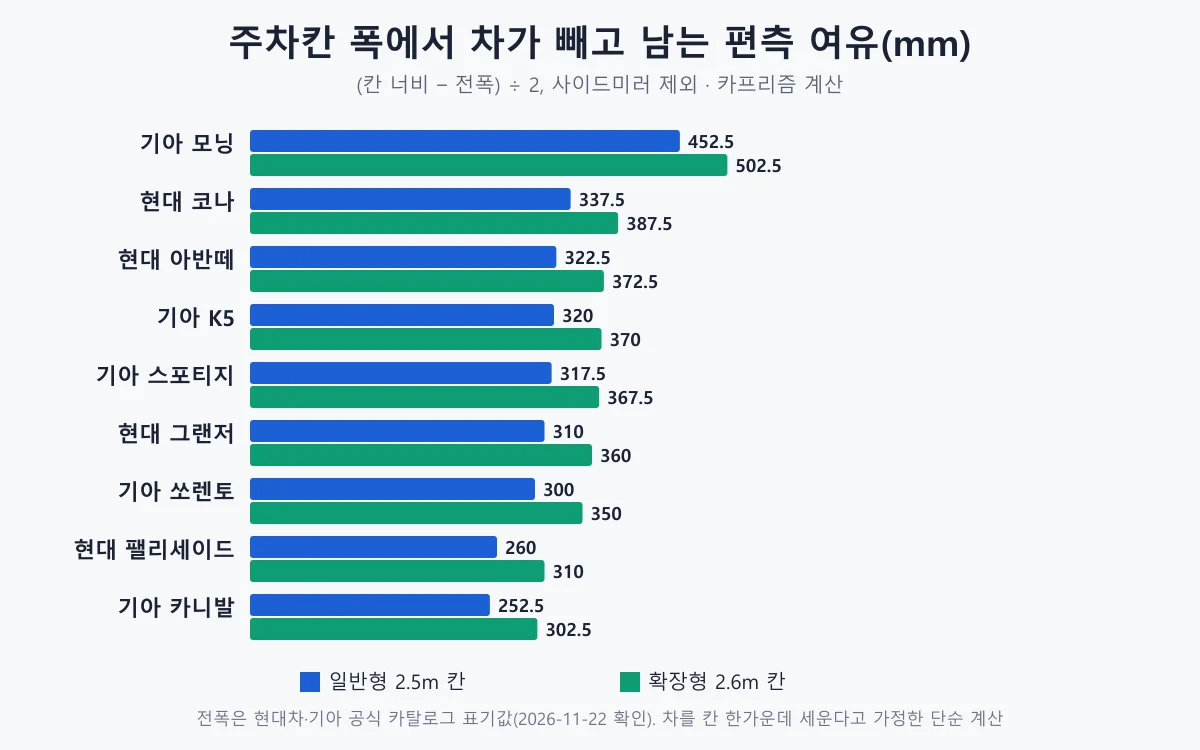 주차칸 폭에서 차가 빼고 남는 편측 여유(mm)
(칸 너비 − 전폭) ÷ 2, 사이드미러 제외 · 카프리즘 계산
기아 모닝
452.5
502.5
현대 코나
337.5
387.5
현대 아반떼
322.5
372.5
기아 K5
320
370
기아 스포티지
317.5
367.5
현대 그랜저
310
360
기아 쏘렌토
300
350
현대 팰리세이드
260
310
기아 카니발
252.5
302.5
일반형 2.5m 칸
확장형 2.6m 칸
전폭은 현대차·기아 공식 카탈로그 표기값(2026-11-22 확인). 차를 칸 한가운데 세운다고 가정한 단순 계산